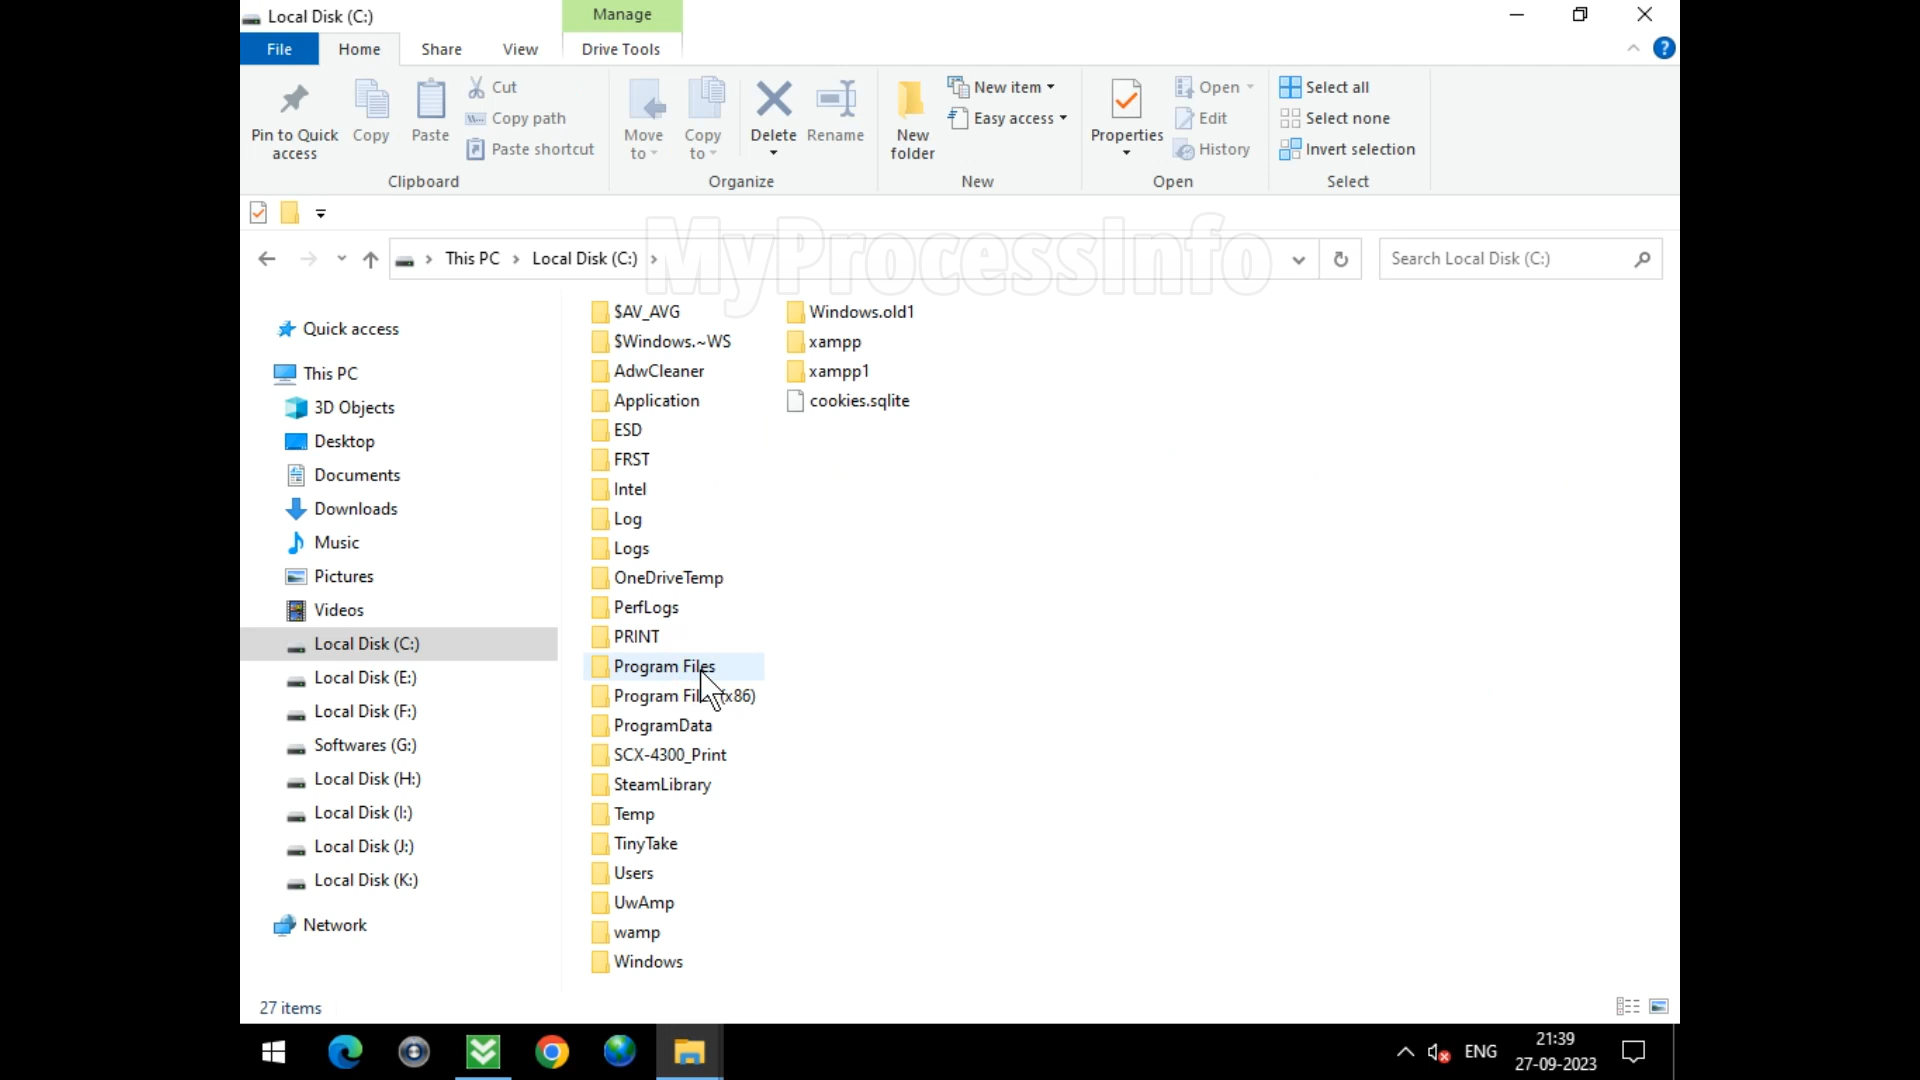 Local Disk (C:)
Manage
File
Home
Share
View
Drive Tools
?
Pin to Quick access
Copy
Paste
Cut
Copy path
Paste shortcut
Clipboard
Move to
Copy to
Delete
Rename
Organize
New folder
New item
Easy access
New
Properties
Open
Edit
History
Open
Select all
Select none
Invert selection
Select
MyProcessInfo
This PC > Local Disk (C:) >
Search Local Disk (C:)
Quick access
This PC
3D Objects
Desktop
Documents
Downloads
Music
Pictures
Videos
Local Disk (C:)
Local Disk (E:)
Local Disk (F:)
Softwares (G:)
Local Disk (H:)
Local Disk (I:)
Local Disk (J:)
Local Disk (K:)
Network
$AV_AVG
$Windows.~WS
AdwCleaner
Application
ESD
FRST
Intel
Log
Logs
OneDriveTemp
PerfLogs
PRINT
Program Files
Program Files (x86)
ProgramData
SCX-4300_Print
SteamLibrary
Temp
TinyTake
Users
UwAmp
wamp
Windows
Windows.old1
xampp
xampp1
cookies.sqlite
27 items
ENG
21:39
27-09-2023